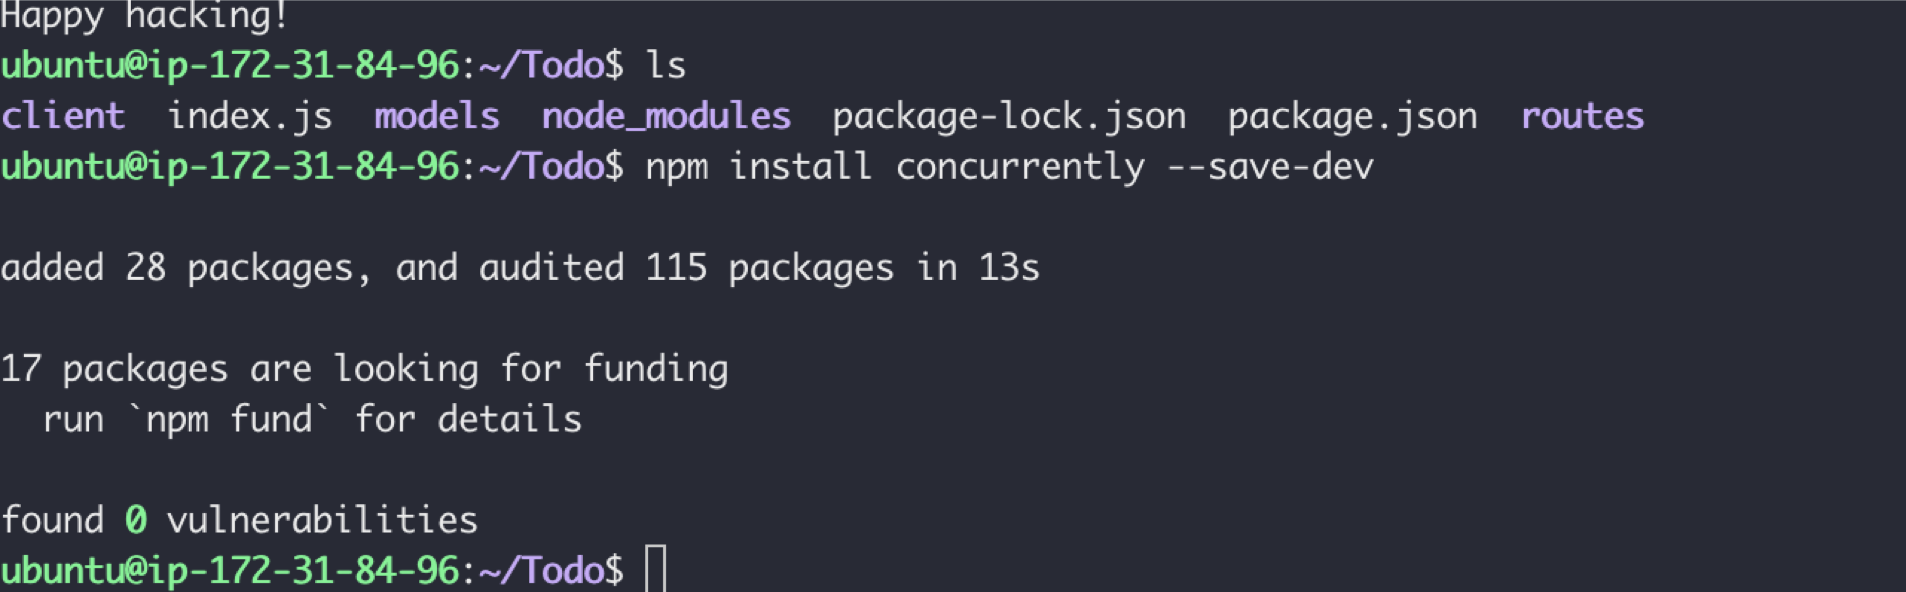 Happy hacking!
ubuntu@ip-172-31-84-96:~/Todo$ ls
client  index.js  models  node_modules  package-lock.json  package.json  routes
ubuntu@ip-172-31-84-96:~/Todo$ npm install concurrently --save-dev
added 28 packages, and audited 115 packages in 13s
17 packages are looking for funding
  run `npm fund` for details
found 0 vulnerabilities
ubuntu@ip-172-31-84-96:~/Todo$